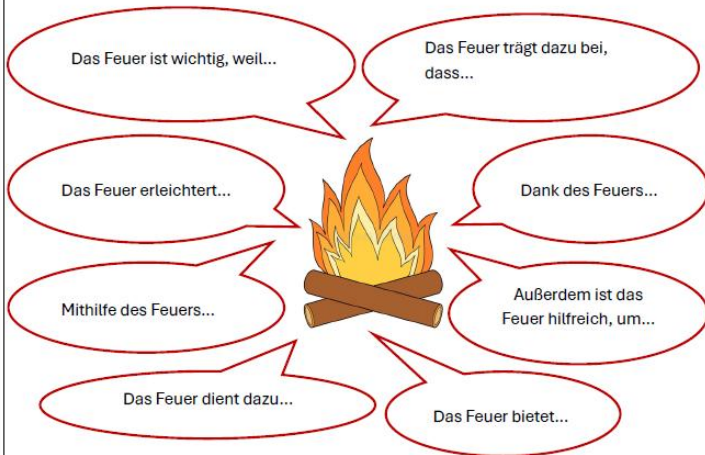 Das Feuer ist wichtig, weil...
Das Feuer trägt dazu bei,
dass...
Das Feuer erleichtert...
Dank des Feuers...
Mithilfe des Feuers...
Außerdem ist das
Feuer hilfreich, um...
Das Feuer dient dazu...
Das Feuer bietet...